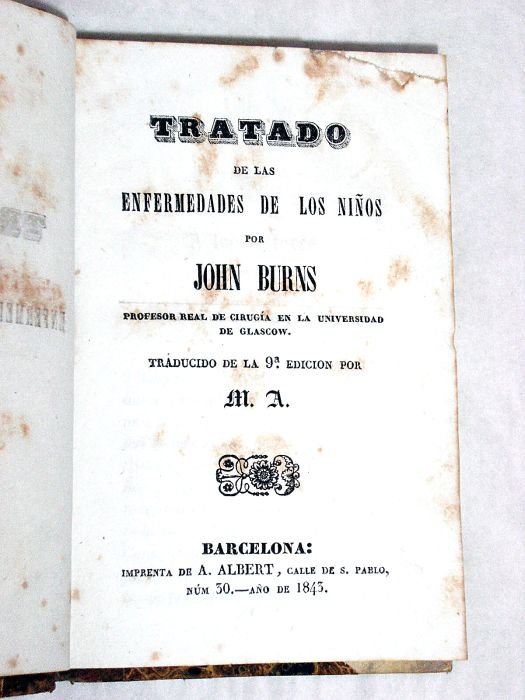 TRATADO
DE LAS
ENFERMEDADES DE LOS NIÑOS
POR
JOHN BURNS
PROFESOR REAL DE CIRUGÍA EN LA UNIVERSIDAD
DE GLASCOW.
TRADUCIDO DE LA 9ª EDICION POR
M. A.
BARCELONA:
IMPRENTA DE A. ALBERT, CALLE DE S. PABLO,
NÚM 30.—AÑO DE 1843.